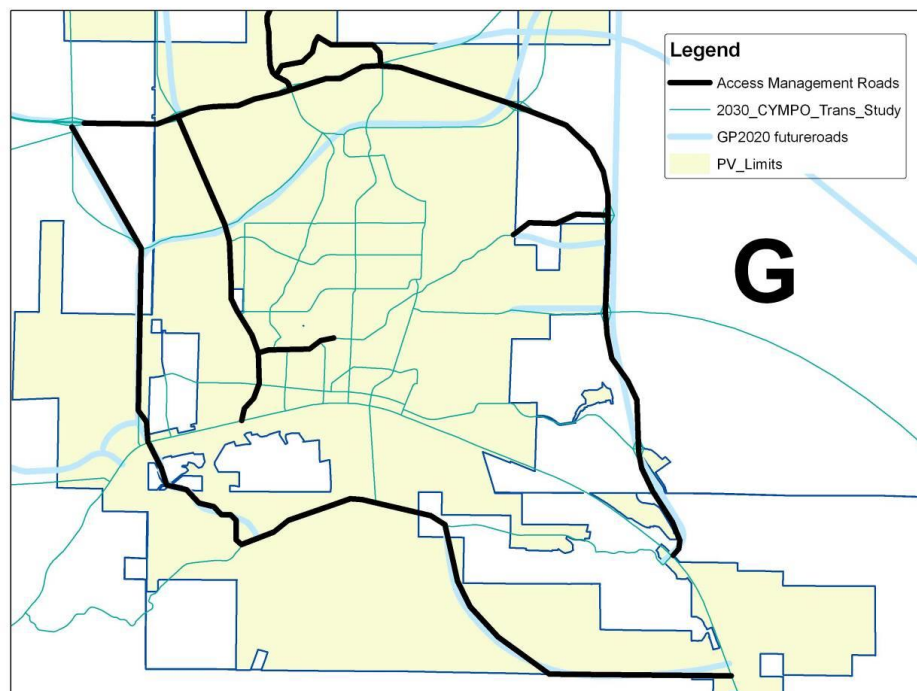 Legend
Access Management Roads
2030_CYMPO_Trans_Study
GP2020 futureroads
PV_Limits
G